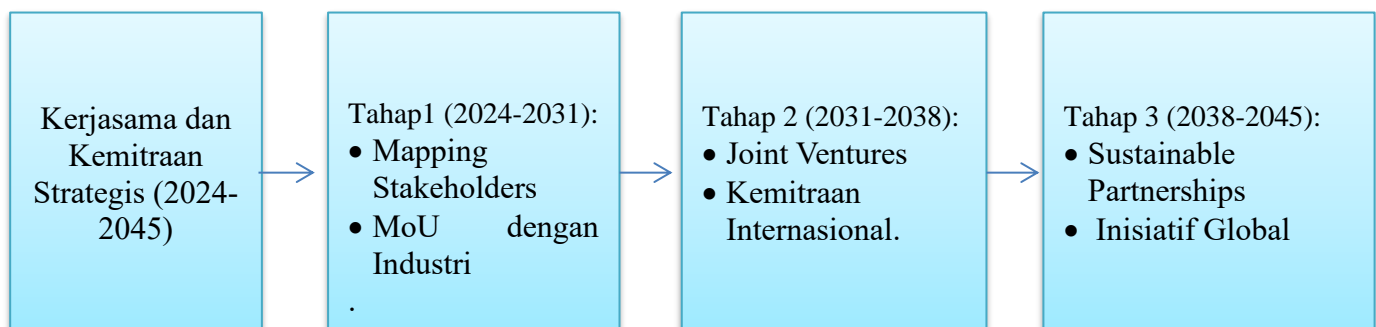 Kerjasama dan
Kemitraan
Strategis (2024-
2045)
Tahap1 (2024-2031):
• Mapping
Stakeholders
• MoU dengan
Industri
.
Tahap 2 (2031-2038):
• Joint Ventures
• Kemitraan
Internasional.
Tahap 3 (2038-2045):
• Sustainable
Partnerships
• Inisiatif Global